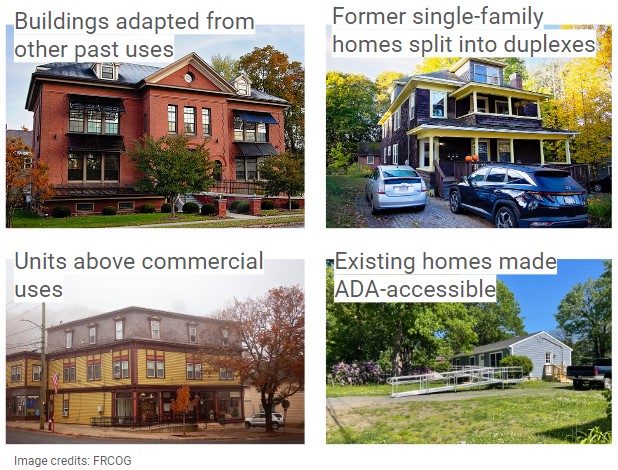 Buildings adapted from
other past uses
Former single-family
homes split into duplexes
Units above commercial
uses
Existing homes made
ADA-accessible
Image credits: FRCOG